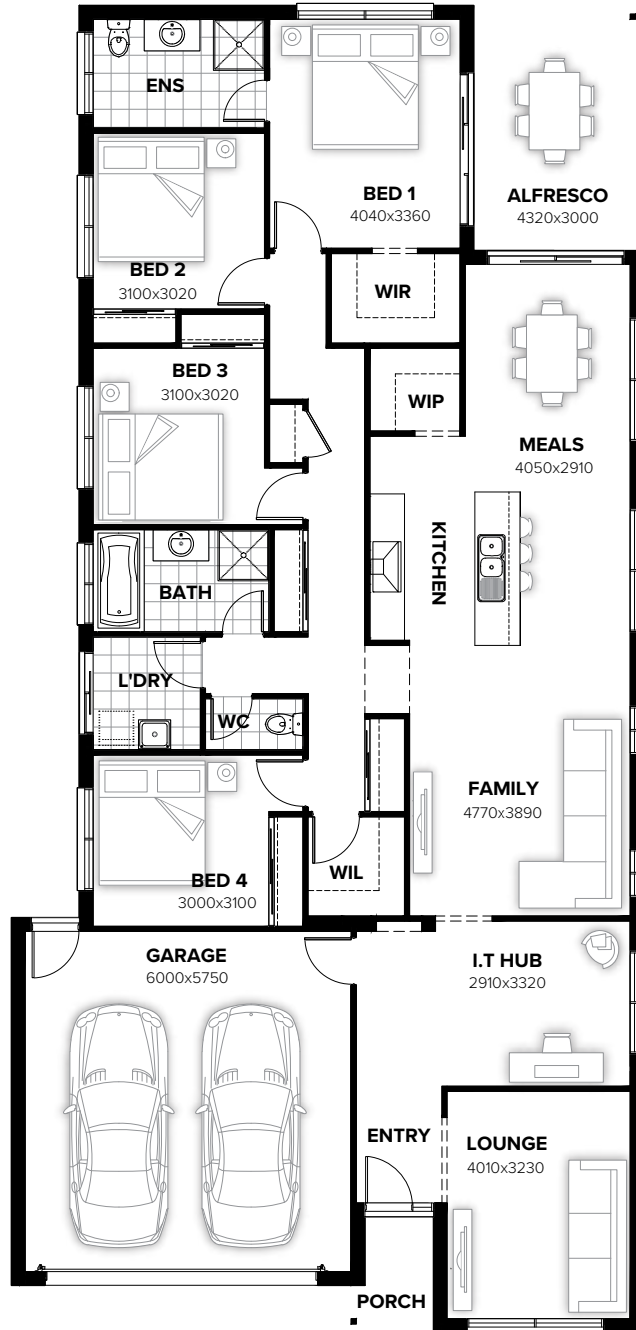 ENS
BED 1
4040x3360
ALFRESCO
4320x3000
BED 2
3100x3020
WIR
BED 3
3100x3020
WIP
MEALS
4050x2910
KITCHEN
BATH
L'DRY
WC
FAMILY
4770x3890
BED 4
3000x3100
WIL
GARAGE
6000x5750
I.T HUB
2910x3320
ENTRY
LOUNGE
4010x3230
PORCH